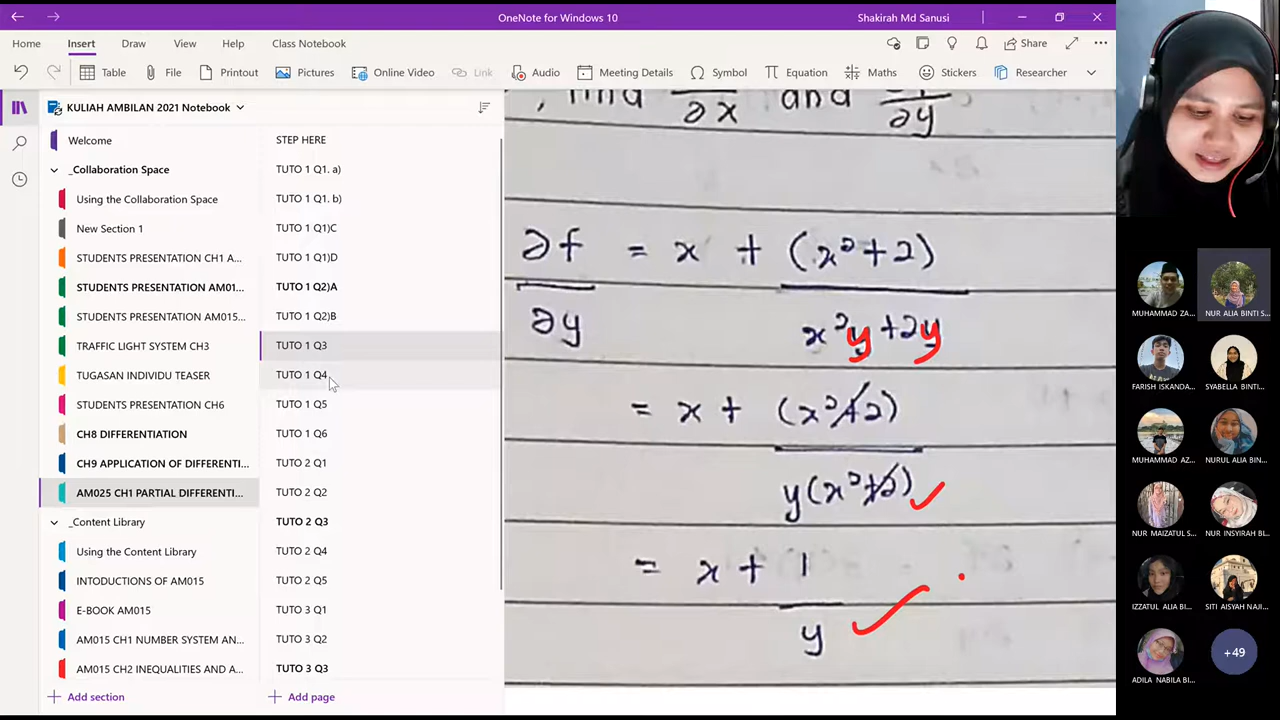 OneNote for Windows 10
Shakirah Md Sanusi
Home Insert Draw View Help Class Notebook
Share
Table File Printout Pictures Online Video Link Audio Meeting Details Symbol Equation Maths Stickers Researcher
KULIAH AMBILAN 2021 Notebook
Welcome
_Collaboration Space
Using the Collaboration Space
New Section 1
STUDENTS PRESENTATION CH1 A...
STUDENTS PRESENTATION AM01...
STUDENTS PRESENTATION AM015...
TRAFFIC LIGHT SYSTEM CH3
TUGASAN INDIVIDU TEASER
STUDENTS PRESENTATION CH6
CH8 DIFFERENTIATION
CH9 APPLICATION OF DIFFERENTI...
AM025 CH1 PARTIAL DIFFERENTI...
_Content Library
Using the Content Library
INTODUCTIONS OF AM015
E-BOOK AM015
AM015 CH1 NUMBER SYSTEM AN...
AM015 CH2 INEQUALITIES AND A...
Add section
STEP HERE
TUTO 1 Q1. a)
TUTO 1 Q1. b)
TUTO 1 Q1)C
TUTO 1 Q1)D
TUTO 1 Q2)A
TUTO 1 Q2)B
TUTO 1 Q3
TUTO 1 Q4
TUTO 1 Q5
TUTO 1 Q6
TUTO 2 Q1
TUTO 2 Q2
TUTO 2 Q3
TUTO 2 Q4
TUTO 2 Q5
TUTO 3 Q1
TUTO 3 Q2
TUTO 3 Q3
Add page
, find ∂x and ∂y
∂f = x + (x²+2)
∂y x²y+2y
= x + (x²+2)
y(x²+2)
= x + 1
y
MUHAMMAD ZA...
NUR ALIA BINTI S...
FARISH ISKANDA...
SYABELLA BINTI...
MUHAMMAD AZ...
NURUL ALIA BIN...
NUR MAIZATUL S...
NUR INSYIRAH BI...
IZZATUL ALIA BI...
SITI AISYAH NAJI...
ADILA NABILA BI...
+49